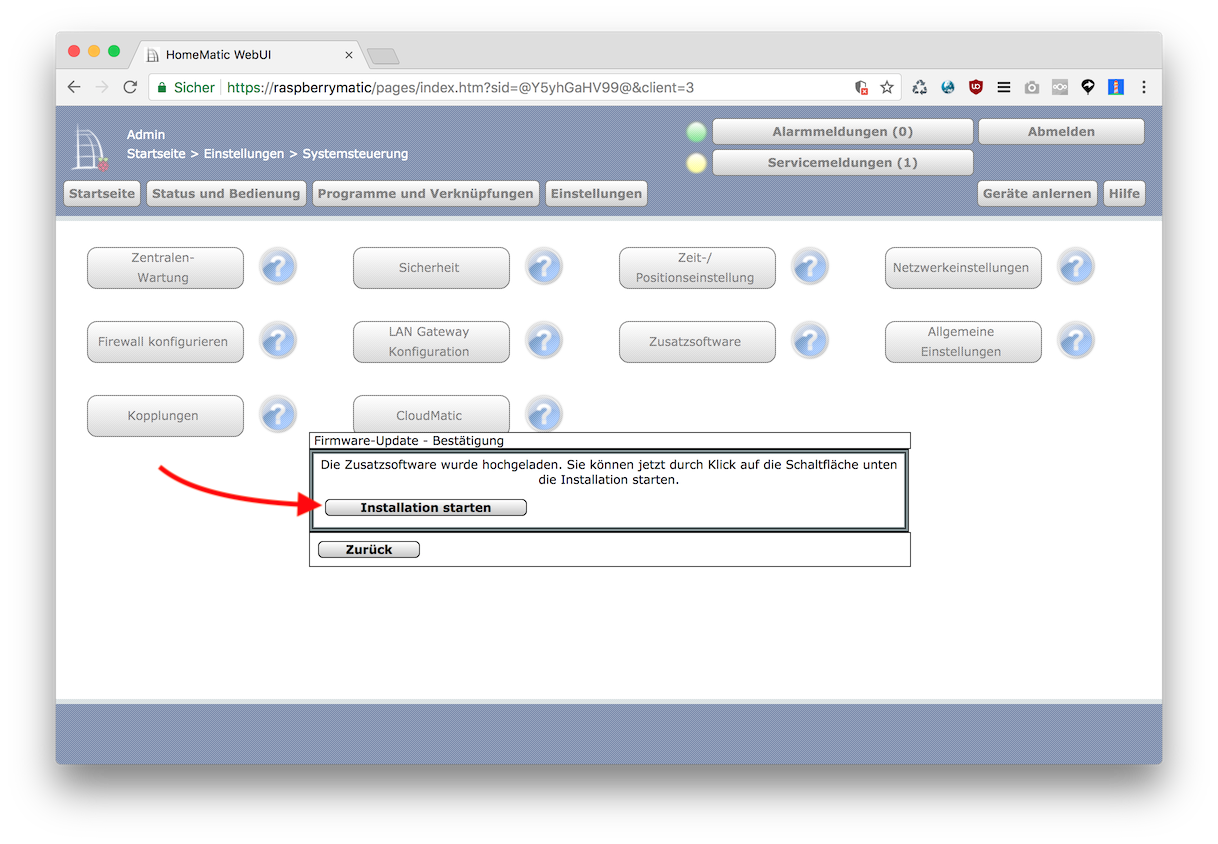 HomeMatic WebUI
Sicher https://raspberrymatic/pages/index.htm?sid=@Y5yhGaHV99@&client=3
Admin
Startseite > Einstellungen > Systemsteuerung
Alarmmeldungen (0)
Abmelden
Servicemeldungen (1)
Startseite
Status und Bedienung
Programme und Verknüpfungen
Einstellungen
Geräte anlernen
Hilfe
Zentralen-
Wartung
Sicherheit
Zeit-/
Positionseinstellung
Netzwerkeinstellungen
Firewall konfigurieren
LAN Gateway
Konfiguration
Zusatzsoftware
Allgemeine
Einstellungen
Kopplungen
CloudMatic
Firmware-Update - Bestätigung
Die Zusatzsoftware wurde hochgeladen. Sie können jetzt durch Klick auf die Schaltfläche unten
die Installation starten.
Installation starten
Zurück